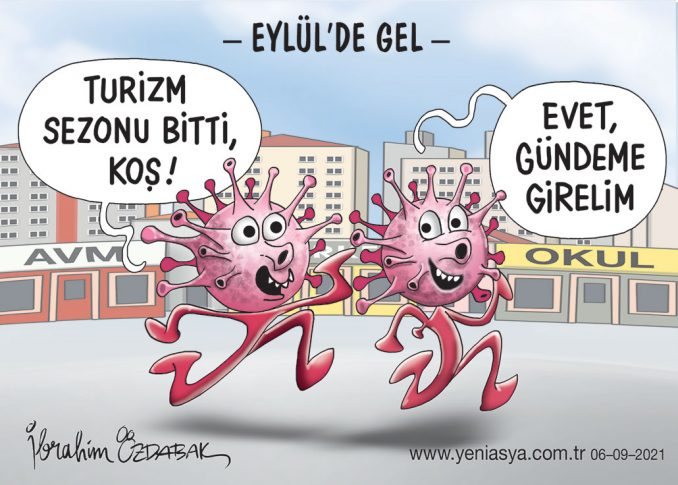 – EYLÜL'DE GEL –
TURİZM
SEZONU BİTTİ,
KOŞ!
EVET,
GÜNDEME
GİRELİM
AVM
OKUL
İbrahim ÖZDABAK
www.yeniasya.com.tr 06-09-2021